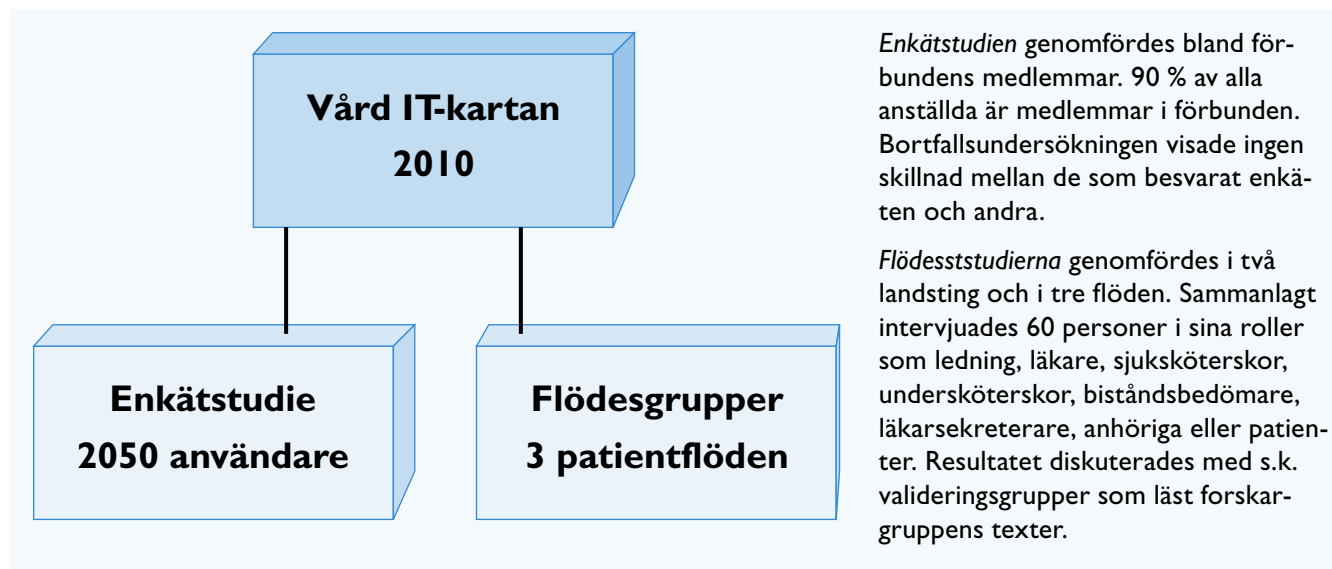 Vård IT-kartan
2010
Enkätstudie
2050 användare
Flödesgrupper
3 patientflöden
Enkätstudien genomfördes bland för-
bundens medlemmar. 90 % av alla
anställda är medlemmar i förbunden.
Bortfallsundersökningen visade ingen
skillnad mellan de som besvarat enkä-
ten och andra.
Flödesststudierna genomfördes i två
landsting och i tre flöden. Sammanlagt
intervjuades 60 personer i sina roller
som ledning, läkare, sjuksköterskor,
undersköterskor, biståndsbedömare,
läkarsekreterare, anhöriga eller patien-
ter. Resultatet diskuterades med s.k.
valideringsgrupper som läst forskar-
gruppens texter.